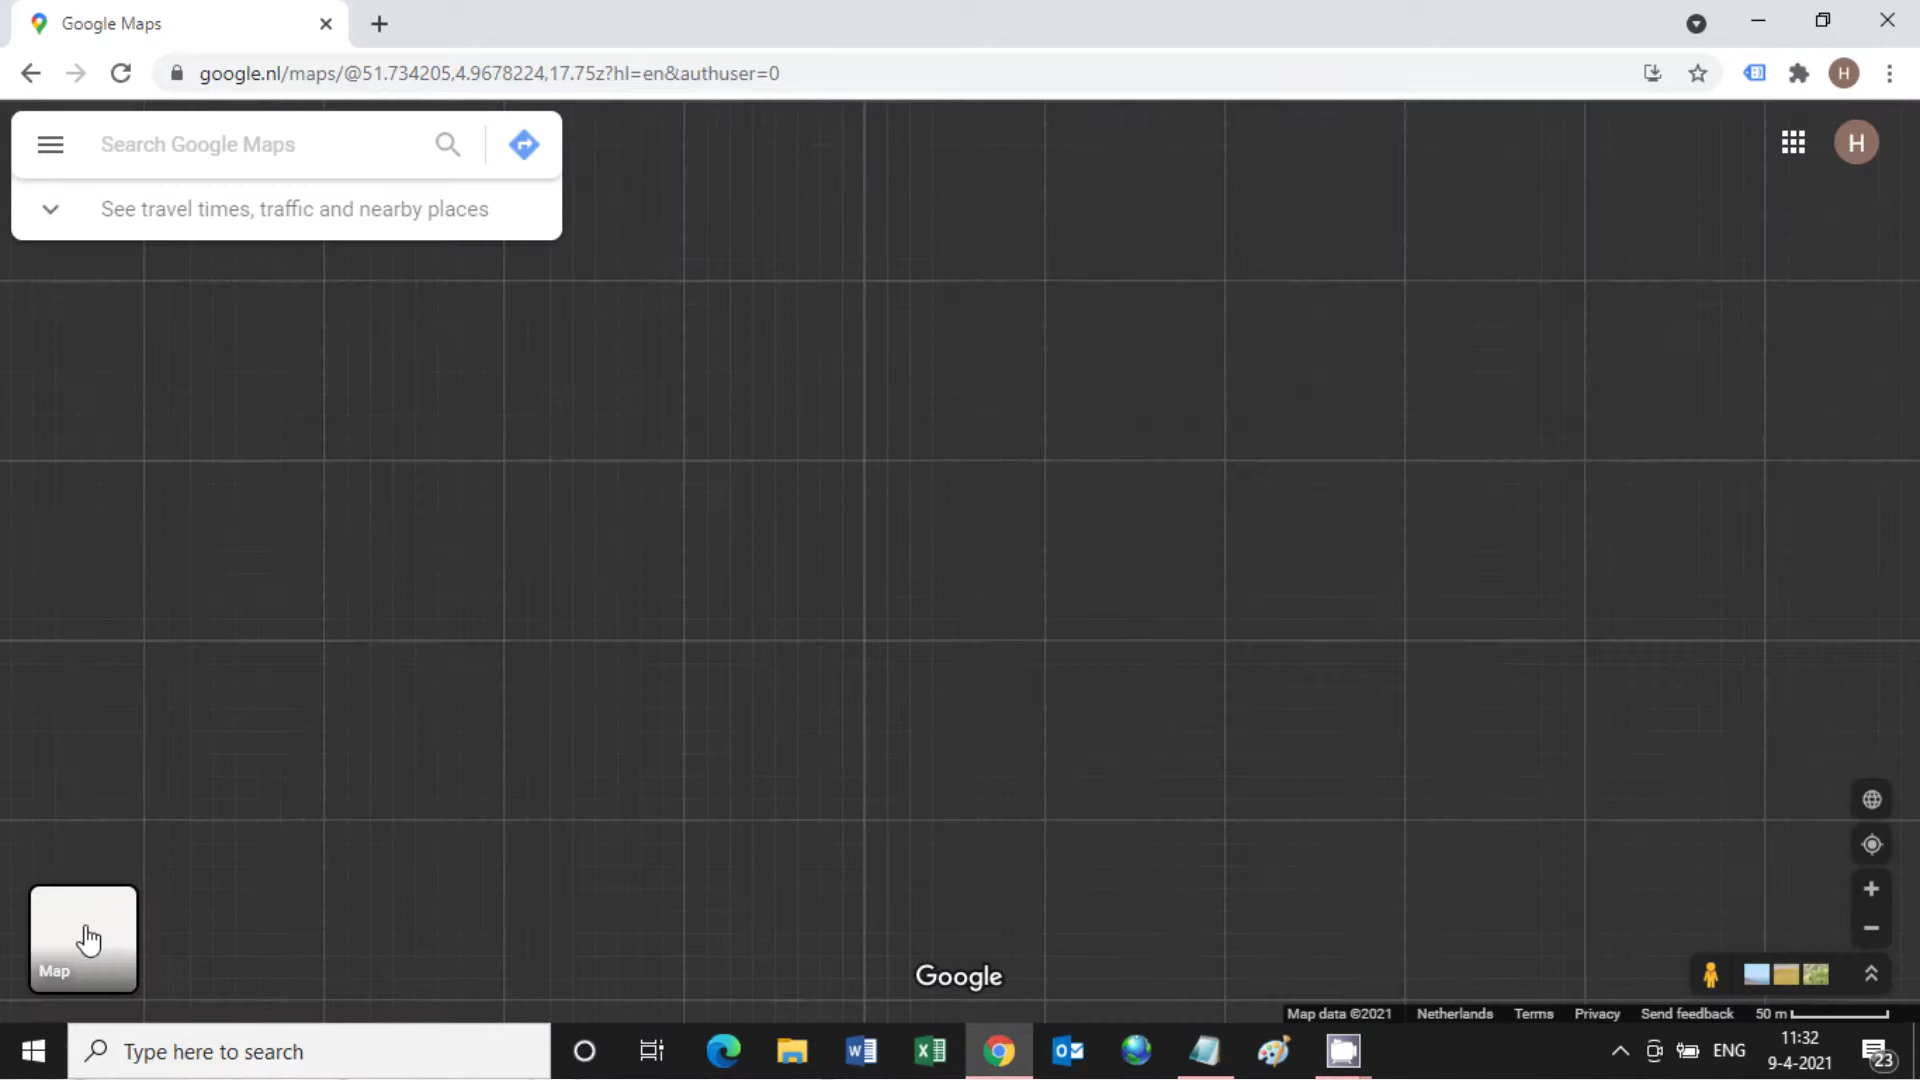 Google Maps
google.nl/maps/@51.734205,4.9678224,17.75z?hl=en&authuser=0
H
Search Google Maps
H
See travel times, traffic and nearby places
Map
Google
Map data ©2021 Netherlands Terms Privacy Send feedback 50 m
Type here to search
ENG
11:32
9-4-2021
23